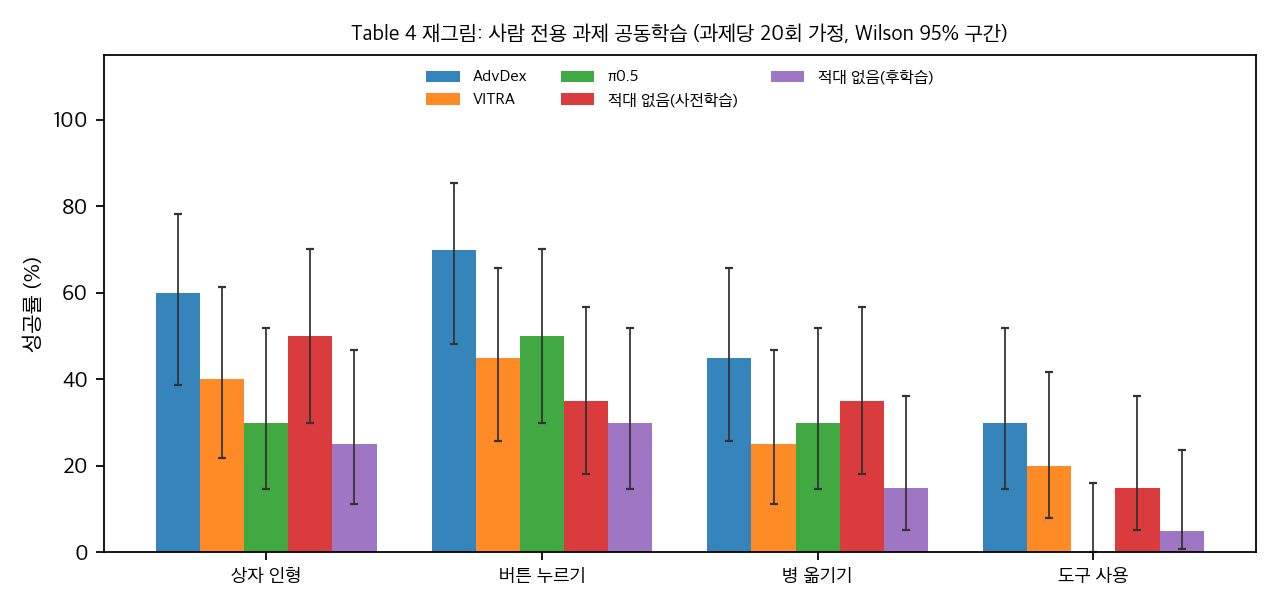 Table 4 재그림: 사람 전용 과제 공동학습 (과제당 20회 가정, Wilson 95% 구간)
AdvDex
VITRA
π0.5
적대 없음(사전학습)
적대 없음(후학습)
성공률 (%)
100
80
60
40
20
0
상자 인형
버튼 누르기
병 옮기기
도구 사용